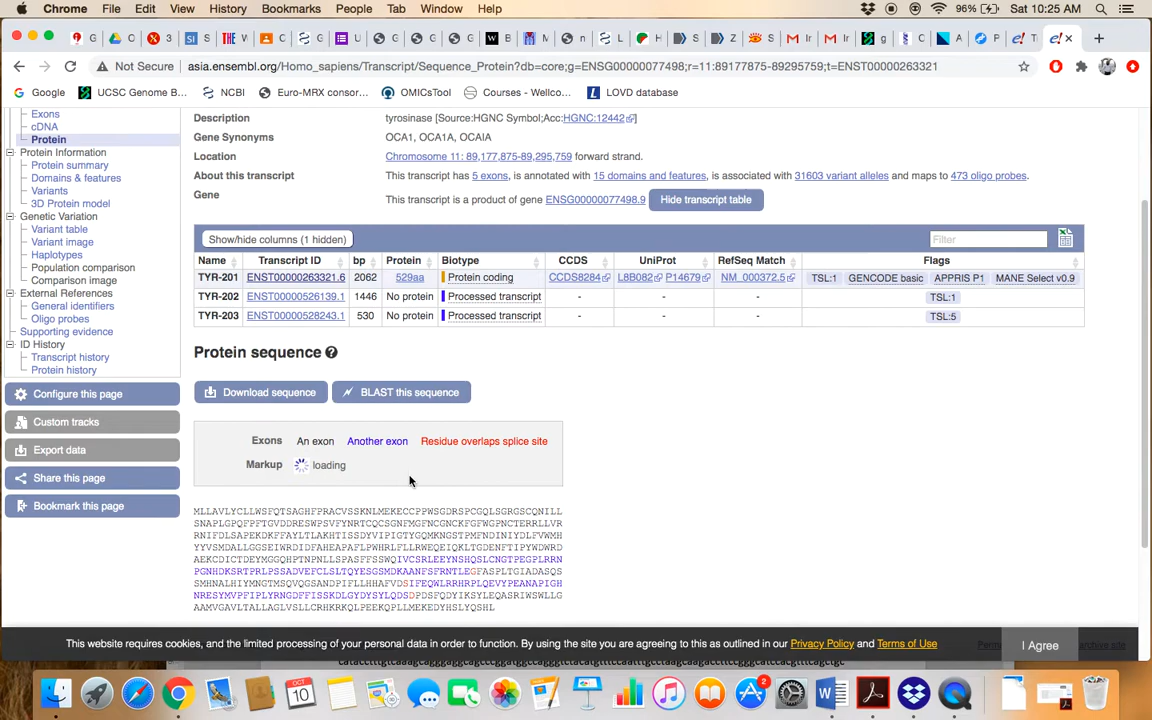 Chrome File Edit View History Bookmarks People Tab Window Help 96% Sat 10:25 AM
Not Secure asia.ensembl.org/Homo_sapiens/Transcript/Sequence_Protein?db=core;g=ENSG00000077498;r=11:89177875-89295759;t=ENST00000263321
Google UCSC Genome B... NCBI Euro-MRX consor... OMICsTool Courses – Wellco... LOVD database
Exons
cDNA
Protein
Protein Information
Protein summary
Domains & features
Variants
3D Protein model
Genetic Variation
Variant table
Variant image
Haplotypes
Population comparison
Comparison image
External References
General identifiers
Oligo probes
Supporting evidence
ID History
Transcript history
Protein history
Configure this page
Custom tracks
Export data
Share this page
Bookmark this page
Description tyrosinase [Source:HGNC Symbol;Acc:HGNC:12442]
Gene Synonyms OCA1, OCA1A, OCAIA
Location Chromosome 11: 89,177,875-89,295,759 forward strand.
About this transcript This transcript has 5 exons, is annotated with 15 domains and features, is associated with 31603 variant alleles and maps to 473 oligo probes.
Gene This transcript is a product of gene ENSG00000077498.9 Hide transcript table
Show/hide columns (1 hidden) Filter
Name Transcript ID bp Protein Biotype CCDS UniProt RefSeq Match Flags
TYR-201 ENST00000263321.6 2062 529aa Protein coding CCDS8284 L8B082 P14679 NM_000372.5 TSL:1 GENCODE basic APPRIS P1 MANE Select v0.9
TYR-202 ENST00000526139.1 1446 No protein Processed transcript - - - TSL:1
TYR-203 ENST00000528243.1 530 No protein Processed transcript - - - TSL:5
Protein sequence
Download sequence BLAST this sequence
Exons An exon Another exon Residue overlaps splice site
Markup loading
MLLAVLYCLLWSFQTSAGHFPRACVSSKNLMEKECCPPWSGDRSPCGQLSGRGSCQNILL
SNAPLGPQFPFTGVDDRESWPSVFYNRTCQCSGNFMGFNCGNCKFGFWGPNCTERRLLV
RRNIFDLSAPEKDKFFAYLTLAKHTISSDYVIPIGTYGQMKNGSTPMFNDINIYDLFVWMH
YYVSMDALLGGSEIWRDIDFAHEAPAFLPWHRLFLLRWEQEIQKLTGDENFTIPYWDWRD
AEKCDICTDEYMGGQHPTNPNLLSPASFFSSWQIVCSRLEEYNSHQSLCNGTPEGPLRRN
PGNHDKSRTPRLPSSADVEFCLSLTQYESGSMDKAANFSFRNTLEGFASPLTGIADASQS
SMHNALHIYMNGTMSQVQGSANDPIFLLHHAFVDSIFEQWLRRHRPLQEVYPEANAPIGH
NRESYMVPFIPLYRNGDFFISSKDLGYDYSYLQDSDPDSFQDYIKSYLEQASRIWSWLLG
AAMVGAVLTALLAGLVSLLCRHKRKQLPEEKQPLLMEKEDYHSLYQSHL
This website requires cookies, and the limited processing of your personal data in order to function. By using the site you are agreeing to this as outlined in our Privacy Policy and Terms of Use I Agree